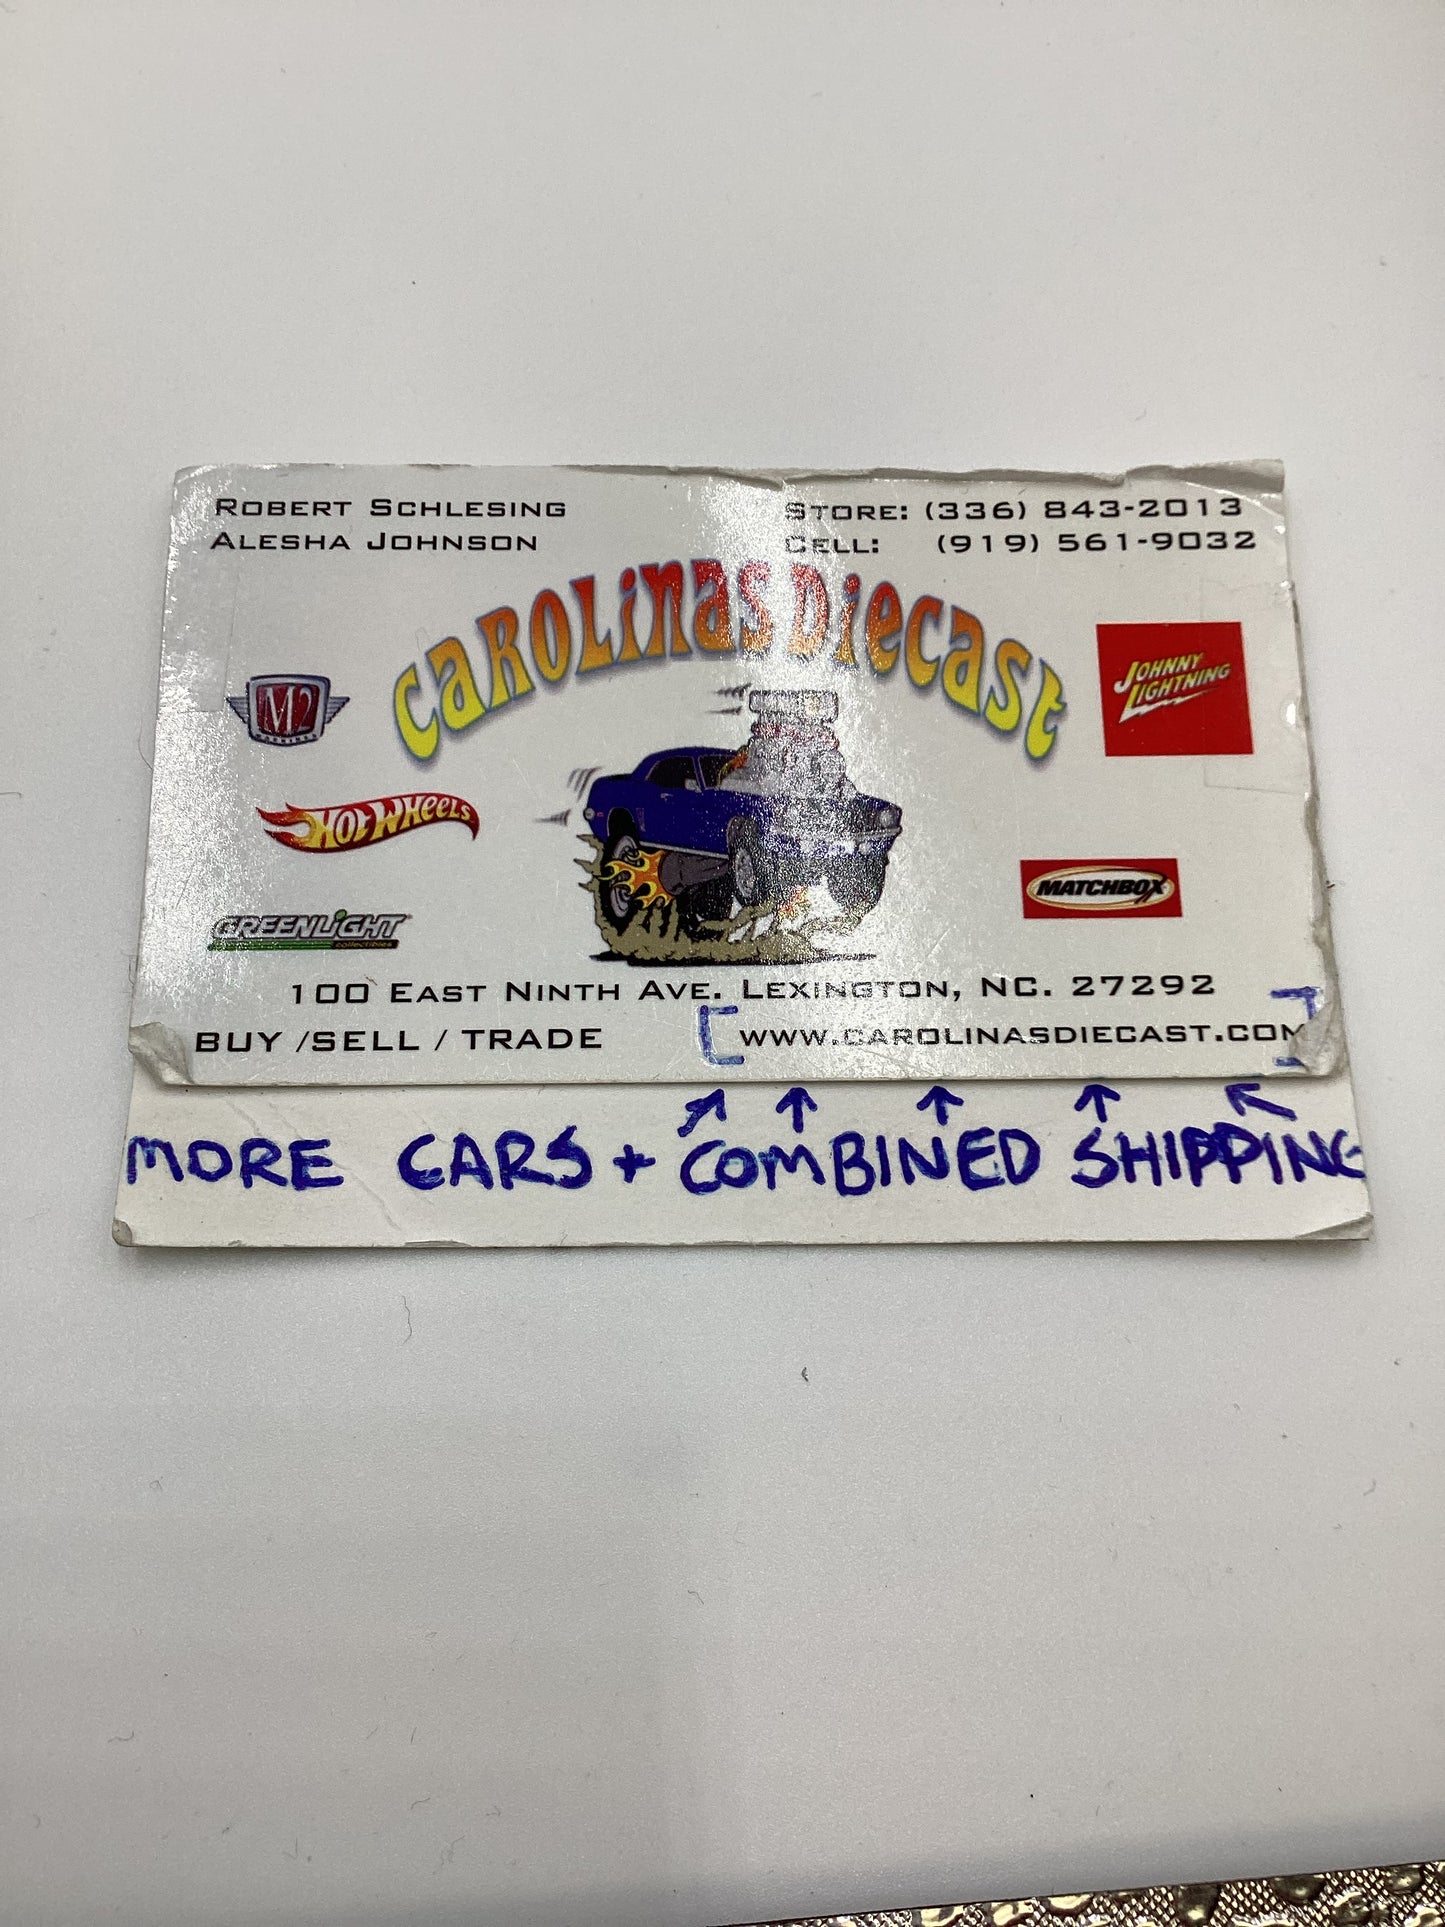 ROBERT SCHLESING
ALESHA JOHNSON
STORE: (336) 843-2013
CELL: (919) 561-9032
CAROLINAS DIECAST
M2
MACHINES
JOHNNY
LIGHTNING
HOT WHEELS
MATCHBOX
GREENLIGHT
collectibles
100 EAST NINTH AVE. LEXINGTON, NC. 27292
BUY /SELL / TRADE
[WWW.CAROLINASDIECAST.COM]
↗ ↑ ↑ ↑ ↖
MORE CARS + COMBINED SHIPPING